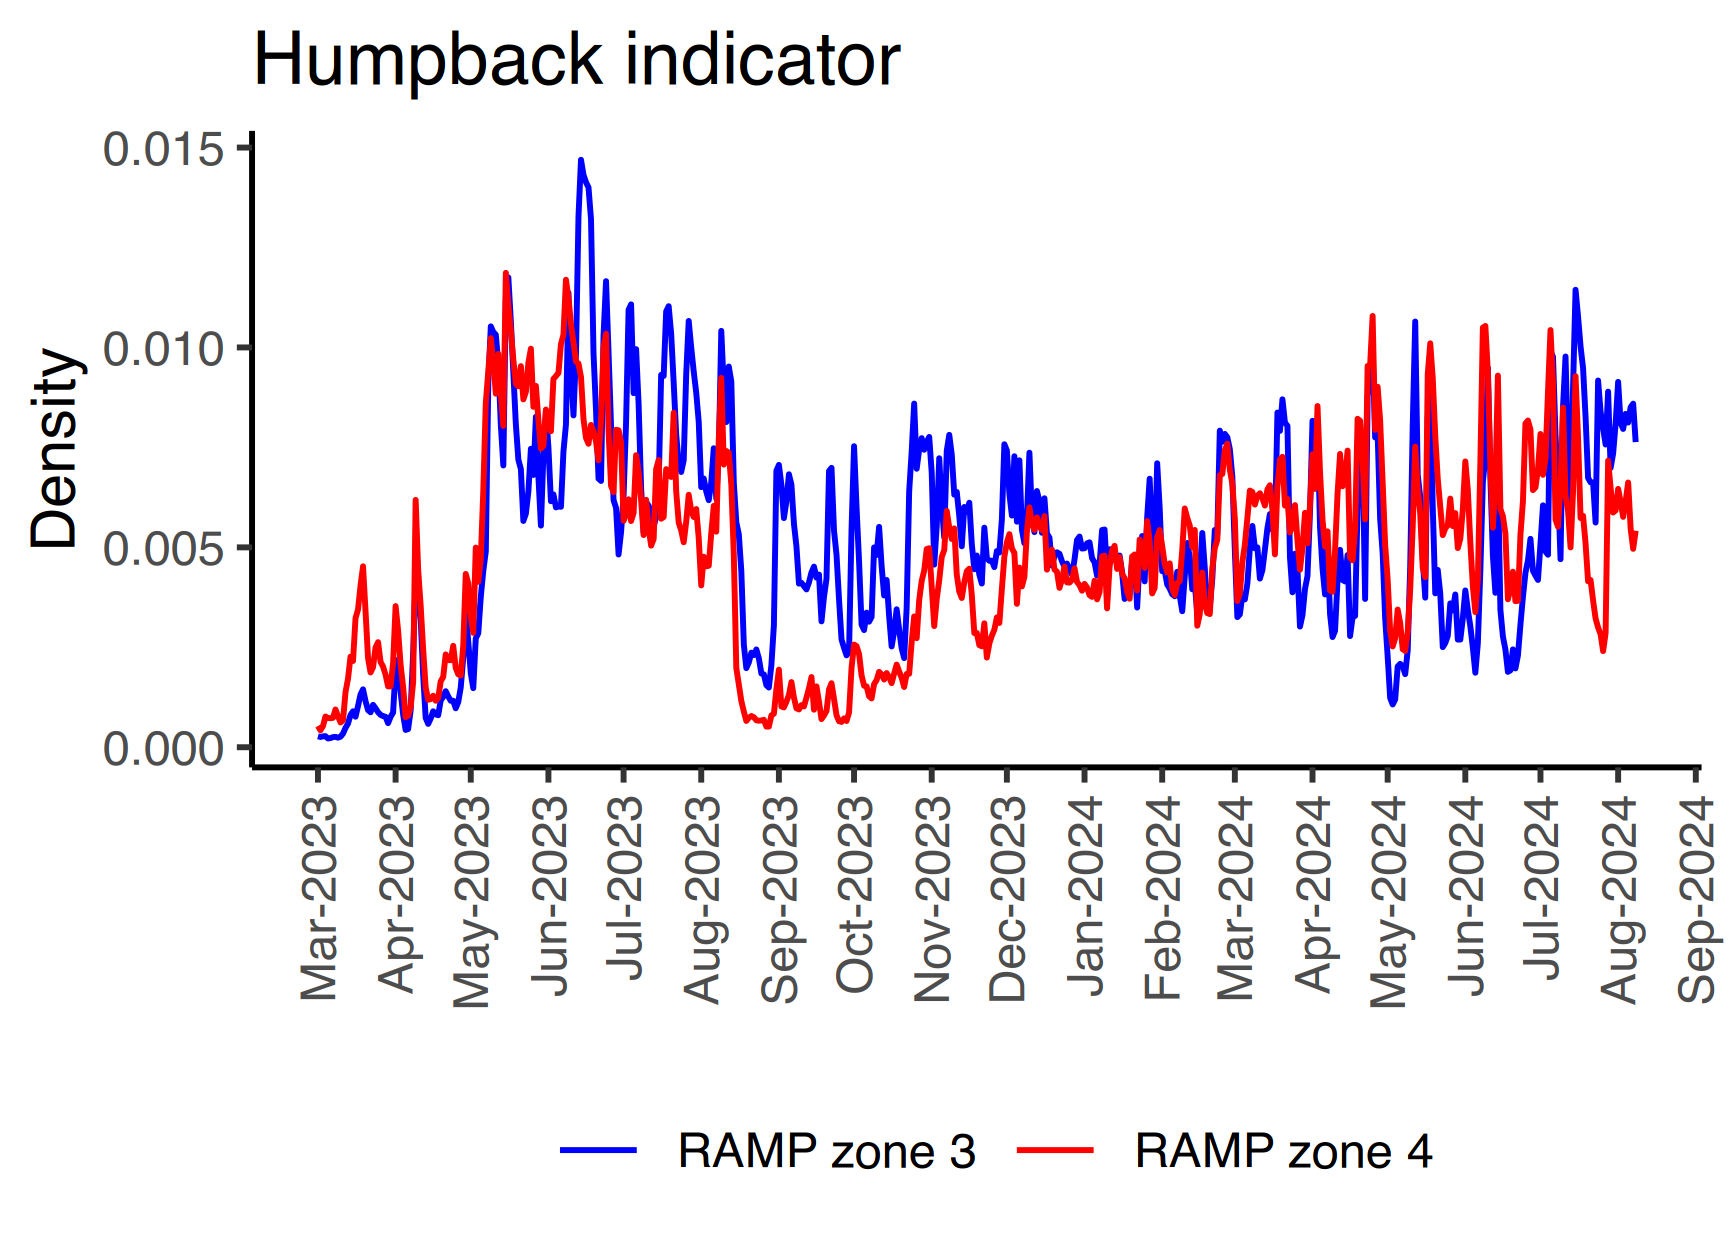 Humpback indicator
Density
0.015
0.010
0.005
0.000
Mar-2023
Apr-2023
May-2023
Jun-2023
Jul-2023
Aug-2023
Sep-2023
Oct-2023
Nov-2023
Dec-2023
Jan-2024
Feb-2024
Mar-2024
Apr-2024
May-2024
Jun-2024
Jul-2024
Aug-2024
Sep-2024
RAMP zone 3
RAMP zone 4